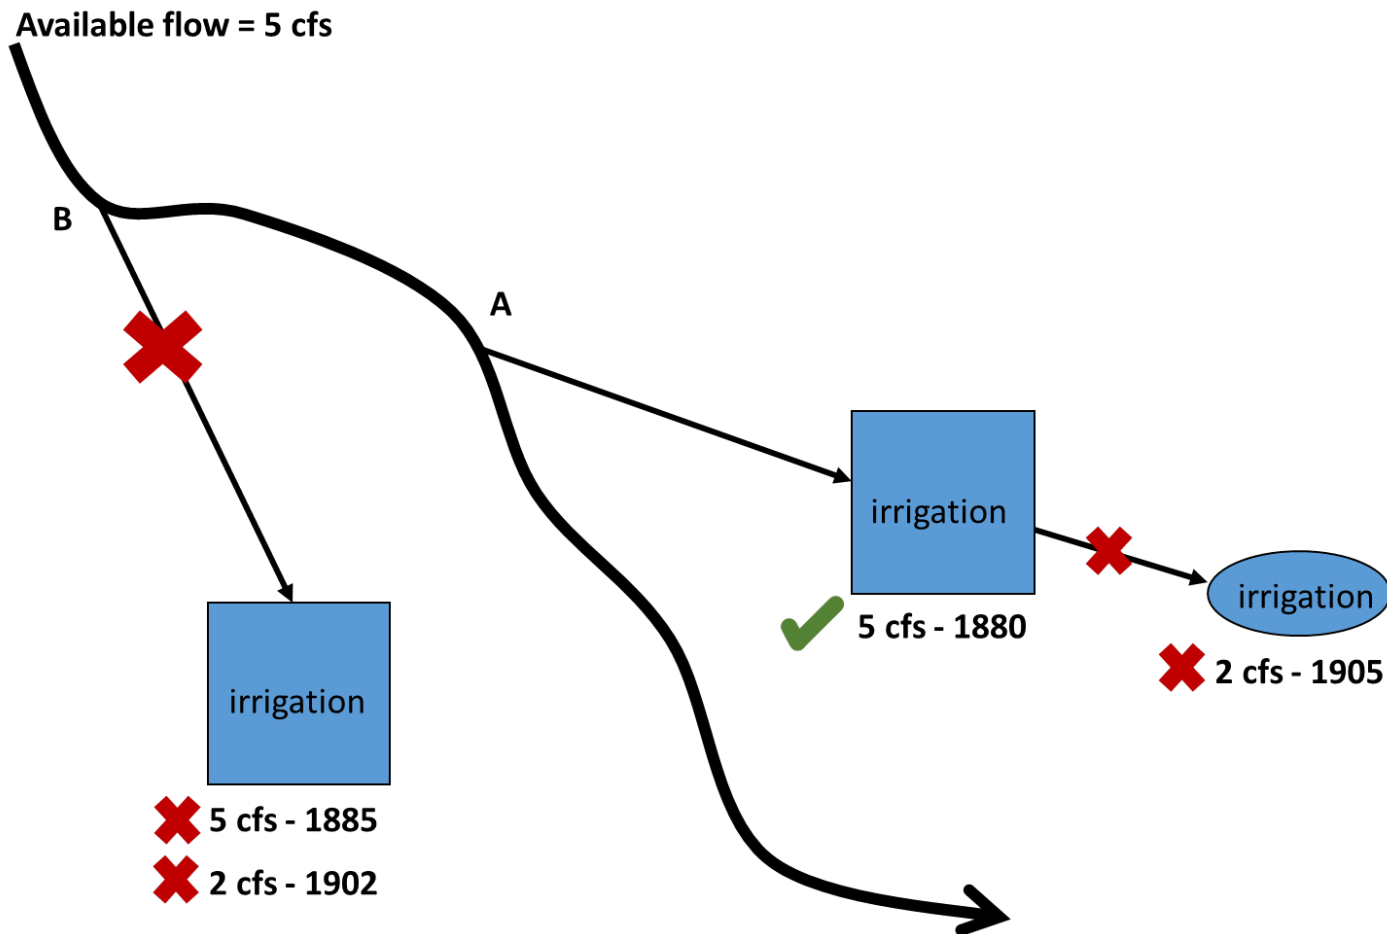 Available flow = 5 cfs
B
A
irrigation
5 cfs - 1880
irrigation
2 cfs - 1905
irrigation
5 cfs - 1885
2 cfs - 1902